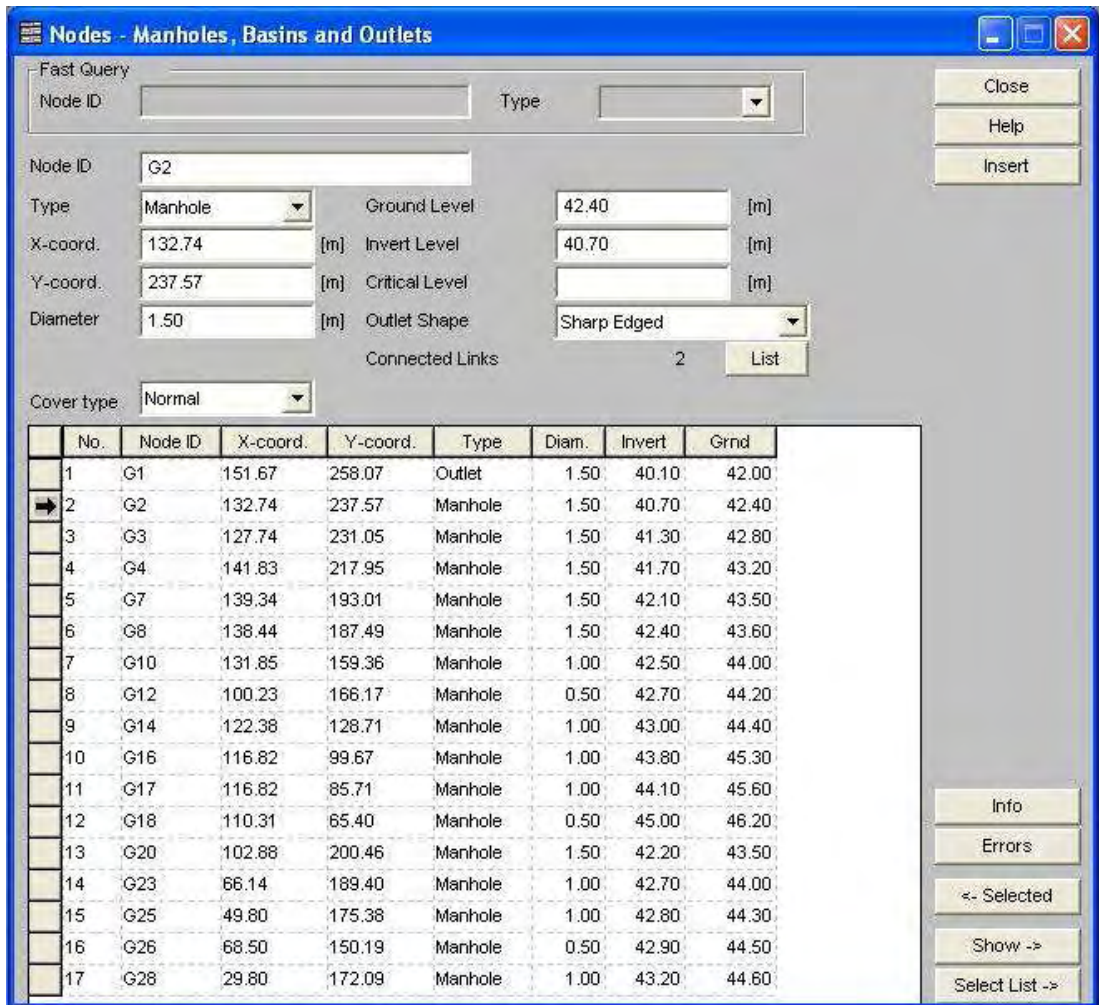 Nodes - Manholes, Basins and Outlets
Fast Query
Node ID Type
Close
Help
Insert
Node ID G2
Type Manhole Ground Level 42.40 [m]
X-coord. 132.74 [m] Invert Level 40.70 [m]
Y-coord. 237.57 [m] Critical Level [m]
Diameter 1.50 [m] Outlet Shape Sharp Edged
Connected Links 2 List
Cover type Normal
No. Node ID X-coord. Y-coord. Type Diam. Invert Grnd
1 G1 151.67 258.07 Outlet 1.50 40.10 42.00
2 G2 132.74 237.57 Manhole 1.50 40.70 42.40
3 G3 127.74 231.05 Manhole 1.50 41.30 42.80
4 G4 141.83 217.95 Manhole 1.50 41.70 43.20
5 G7 139.34 193.01 Manhole 1.50 42.10 43.50
6 G8 138.44 187.49 Manhole 1.50 42.40 43.60
7 G10 131.85 159.36 Manhole 1.00 42.50 44.00
8 G12 100.23 166.17 Manhole 0.50 42.70 44.20
9 G14 122.38 128.71 Manhole 1.00 43.00 44.40
10 G16 116.82 99.67 Manhole 1.00 43.80 45.30
11 G17 116.82 85.71 Manhole 1.00 44.10 45.60
12 G18 110.31 65.40 Manhole 0.50 45.00 46.20
13 G20 102.88 200.46 Manhole 1.50 42.20 43.50
14 G23 66.14 189.40 Manhole 1.00 42.70 44.00
15 G25 49.80 175.38 Manhole 1.00 42.80 44.30
16 G26 68.50 150.19 Manhole 0.50 42.90 44.50
17 G28 29.80 172.09 Manhole 1.00 43.20 44.60
Info
Errors
<- Selected
Show ->
Select List ->